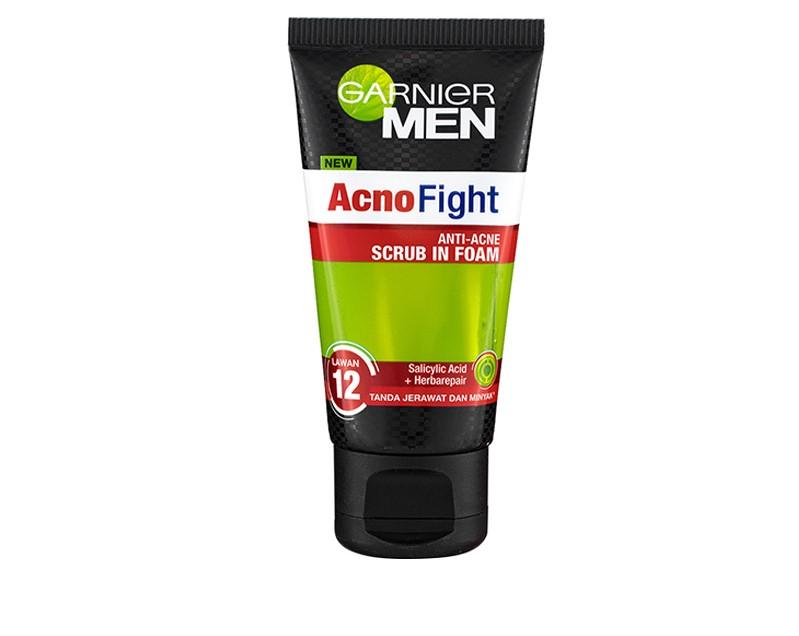 GARNIER
MEN
NEW
AcnoFight
ANTI-ACNE
SCRUB IN FOAM
LAWAN
12
Salicylic Acid
+ Herbarepair
TANDA JERAWAT DAN MINYAK*